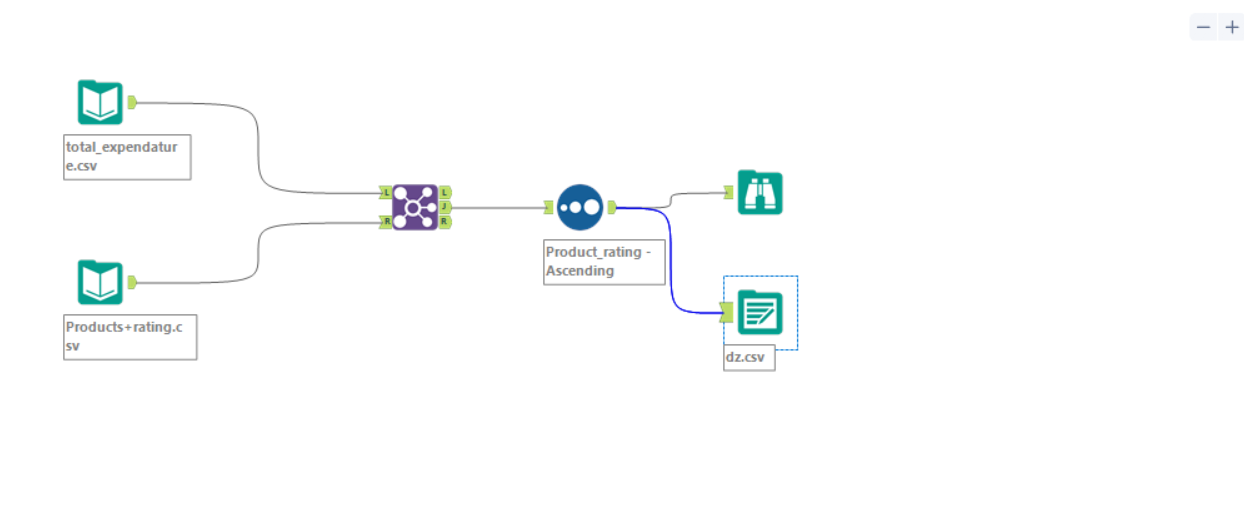 total_expendatur
e.csv
L
L
J
R
R
Product_rating -
Ascending
Products+rating.c
sv
dz.csv